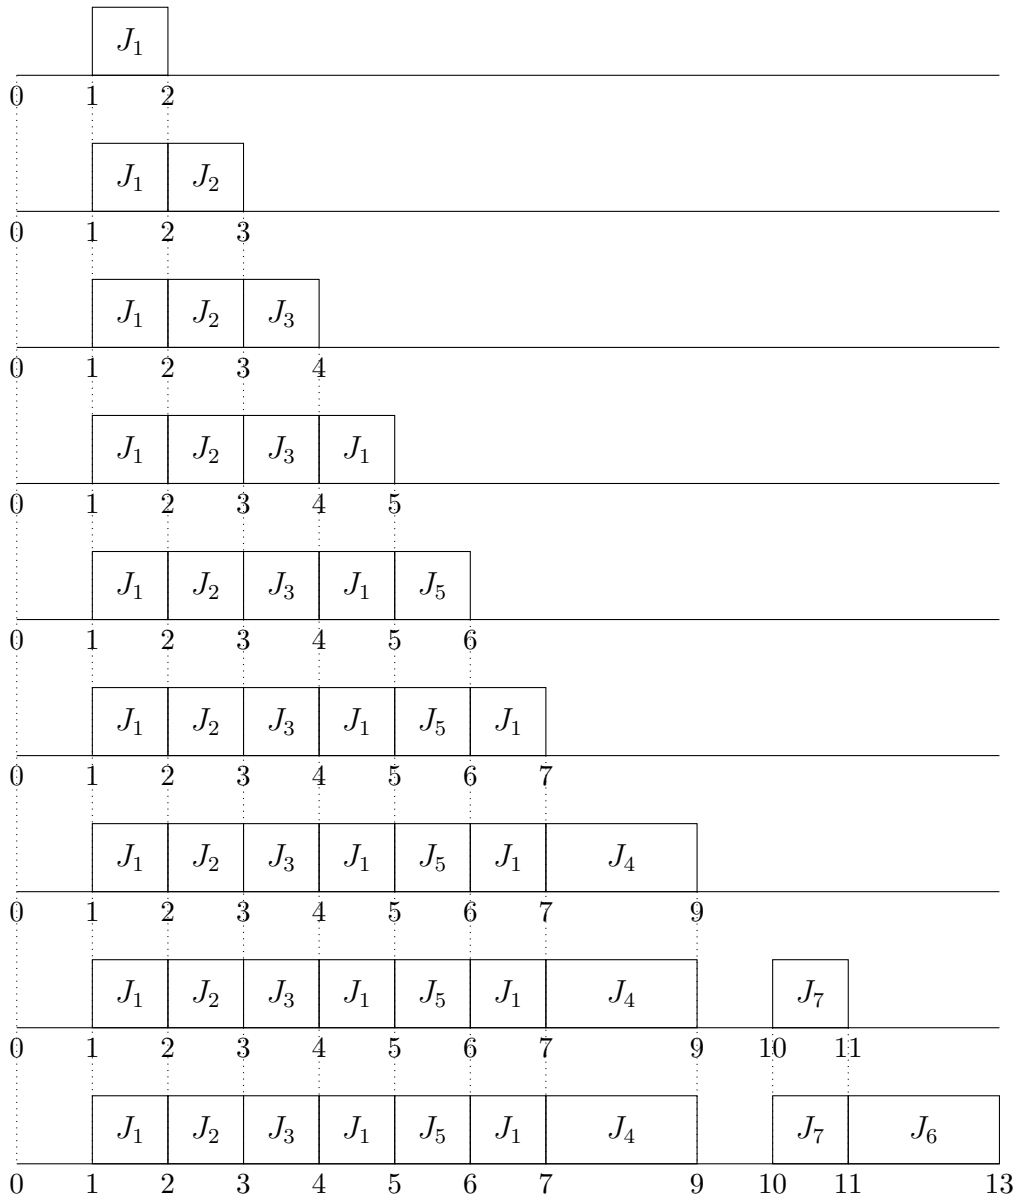 J₁
0 1 2
J₁ J₂
0 1 2 3
J₁ J₂ J₃
0 1 2 3 4
J₁ J₂ J₃ J₁
0 1 2 3 4 5
J₁ J₂ J₃ J₁ J₅
0 1 2 3 4 5 6
J₁ J₂ J₃ J₁ J₅ J₁
0 1 2 3 4 5 6 7
J₁ J₂ J₃ J₁ J₅ J₁ J₄
0 1 2 3 4 5 6 7 9
J₁ J₂ J₃ J₁ J₅ J₁ J₄ J₇
0 1 2 3 4 5 6 7 9 10 11
J₁ J₂ J₃ J₁ J₅ J₁ J₄ J₇ J₆
0 1 2 3 4 5 6 7 9 10 11 13